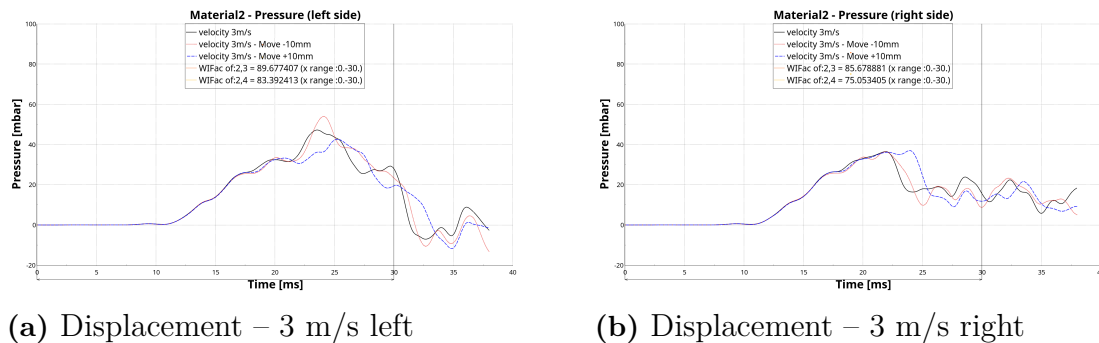 Material2 - Pressure (left side)
100
80
60
40
20
0
-20
Pressure [mbar]
velocity 3m/s
velocity 3m/s - Move -10mm
velocity 3m/s - Move +10mm
WIFac of:2,3 = 89.677407 (x range :0.-30.)
WIFac of:2,4 = 83.392413 (x range :0.-30.)
0 5 10 15 20 25 30 35 40
Time [ms]
(a) Displacement – 3 m/s left
Material2 - Pressure (right side)
100
80
60
40
20
0
-20
Pressure [mbar]
velocity 3m/s
velocity 3m/s - Move -10mm
velocity 3m/s - Move +10mm
WIFac of:2,3 = 85.678881 (x range :0.-30.)
WIFac of:2,4 = 75.053405 (x range :0.-30.)
0 5 10 15 20 25 30 35 40
Time [ms]
(b) Displacement – 3 m/s right